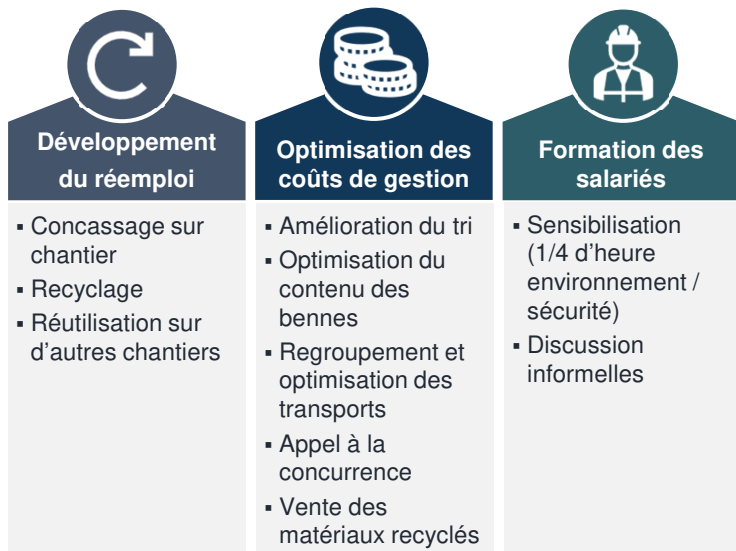 Développement
du réemploi
▪ Concassage sur
chantier
▪ Recyclage
▪ Réutilisation sur
d'autres chantiers
Optimisation des
coûts de gestion
▪ Amélioration du tri
▪ Optimisation du
contenu des
bennes
▪ Regroupement et
optimisation des
transports
▪ Appel à la
concurrence
▪ Vente des
matériaux recyclés
Formation des
salariés
▪ Sensibilisation
(1/4 d'heure
environnement /
sécurité)
▪ Discussion
informelles